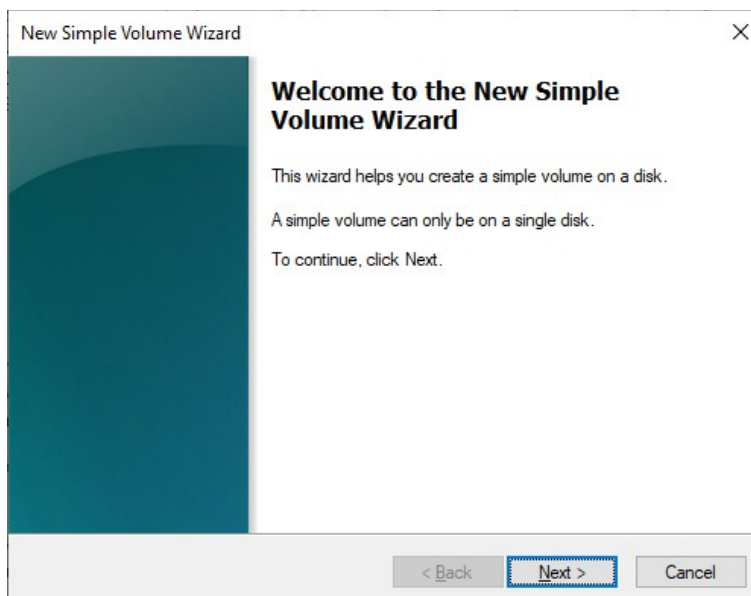 New Simple Volume Wizard
Welcome to the New Simple
Volume Wizard
This wizard helps you create a simple volume on a disk.
A simple volume can only be on a single disk.
To continue, click Next.
< Back
Next >
Cancel